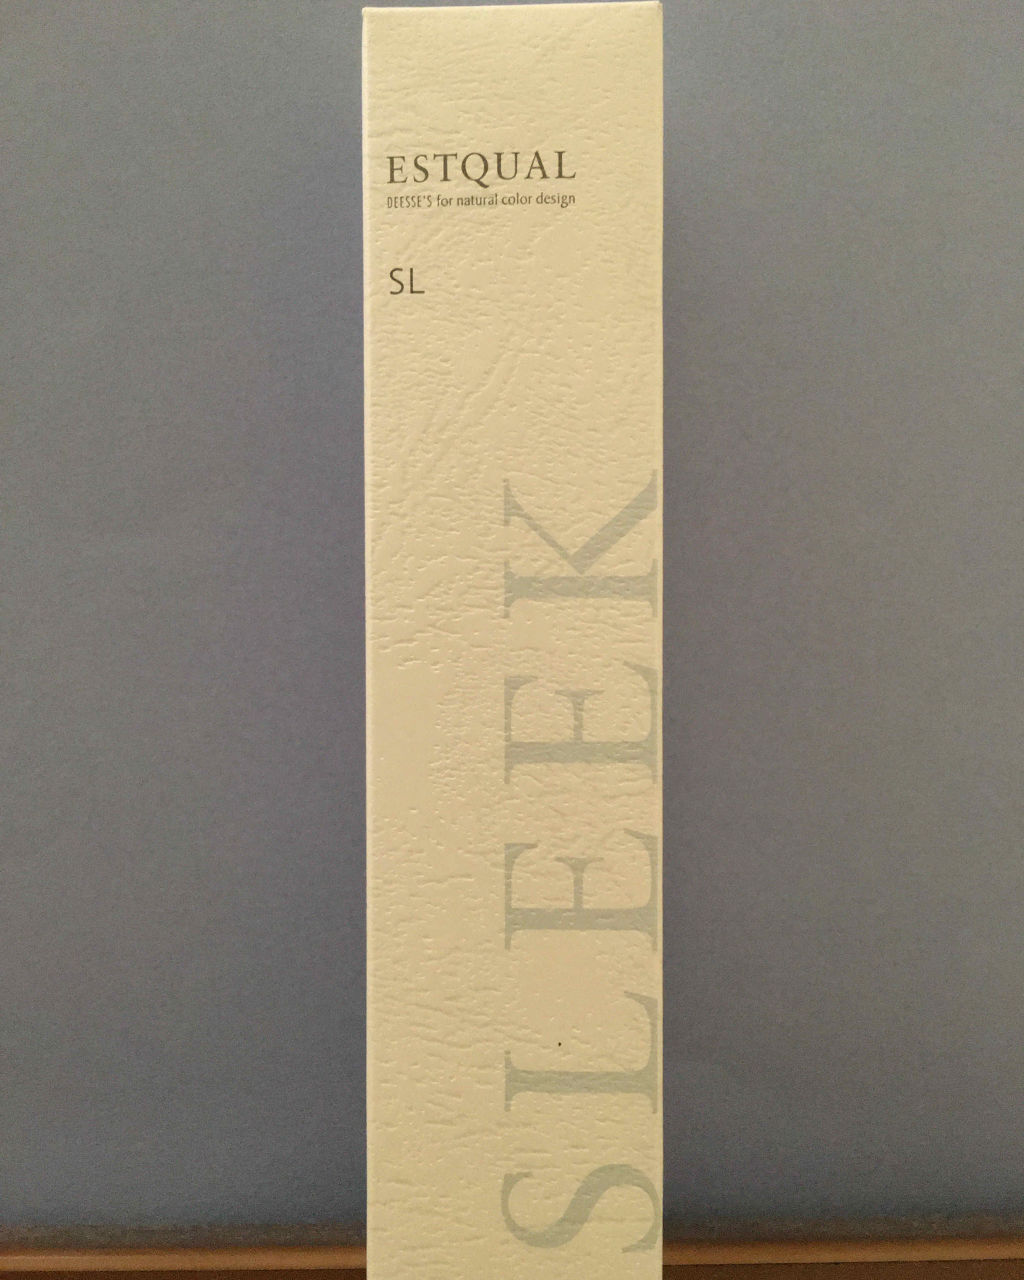 ESTQUAL
DEESSE'S for natural color design
SL
SLEEK